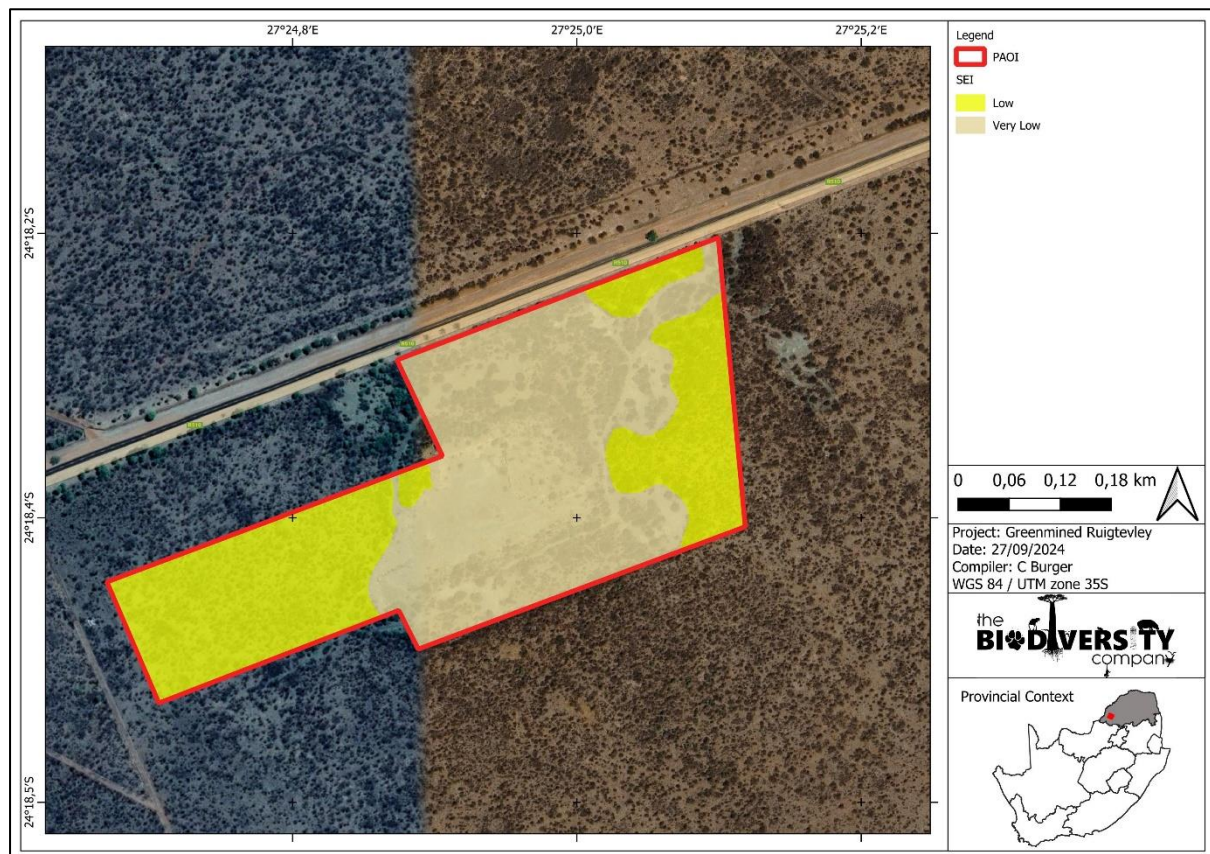 27°24,8'E
27°25,0'E
27°25,2'E
24°18,2'S
24°18,4'S
24°18,5'S
Legend
PAOI
SEI
Low
Very Low
0 0,06 0,12 0,18 km
Project: Greenmined Ruigtevley
Date: 27/09/2024
Compiler: C Burger
WGS 84 / UTM zone 35S
the
BIODIVERSITY
company
Provincial Context